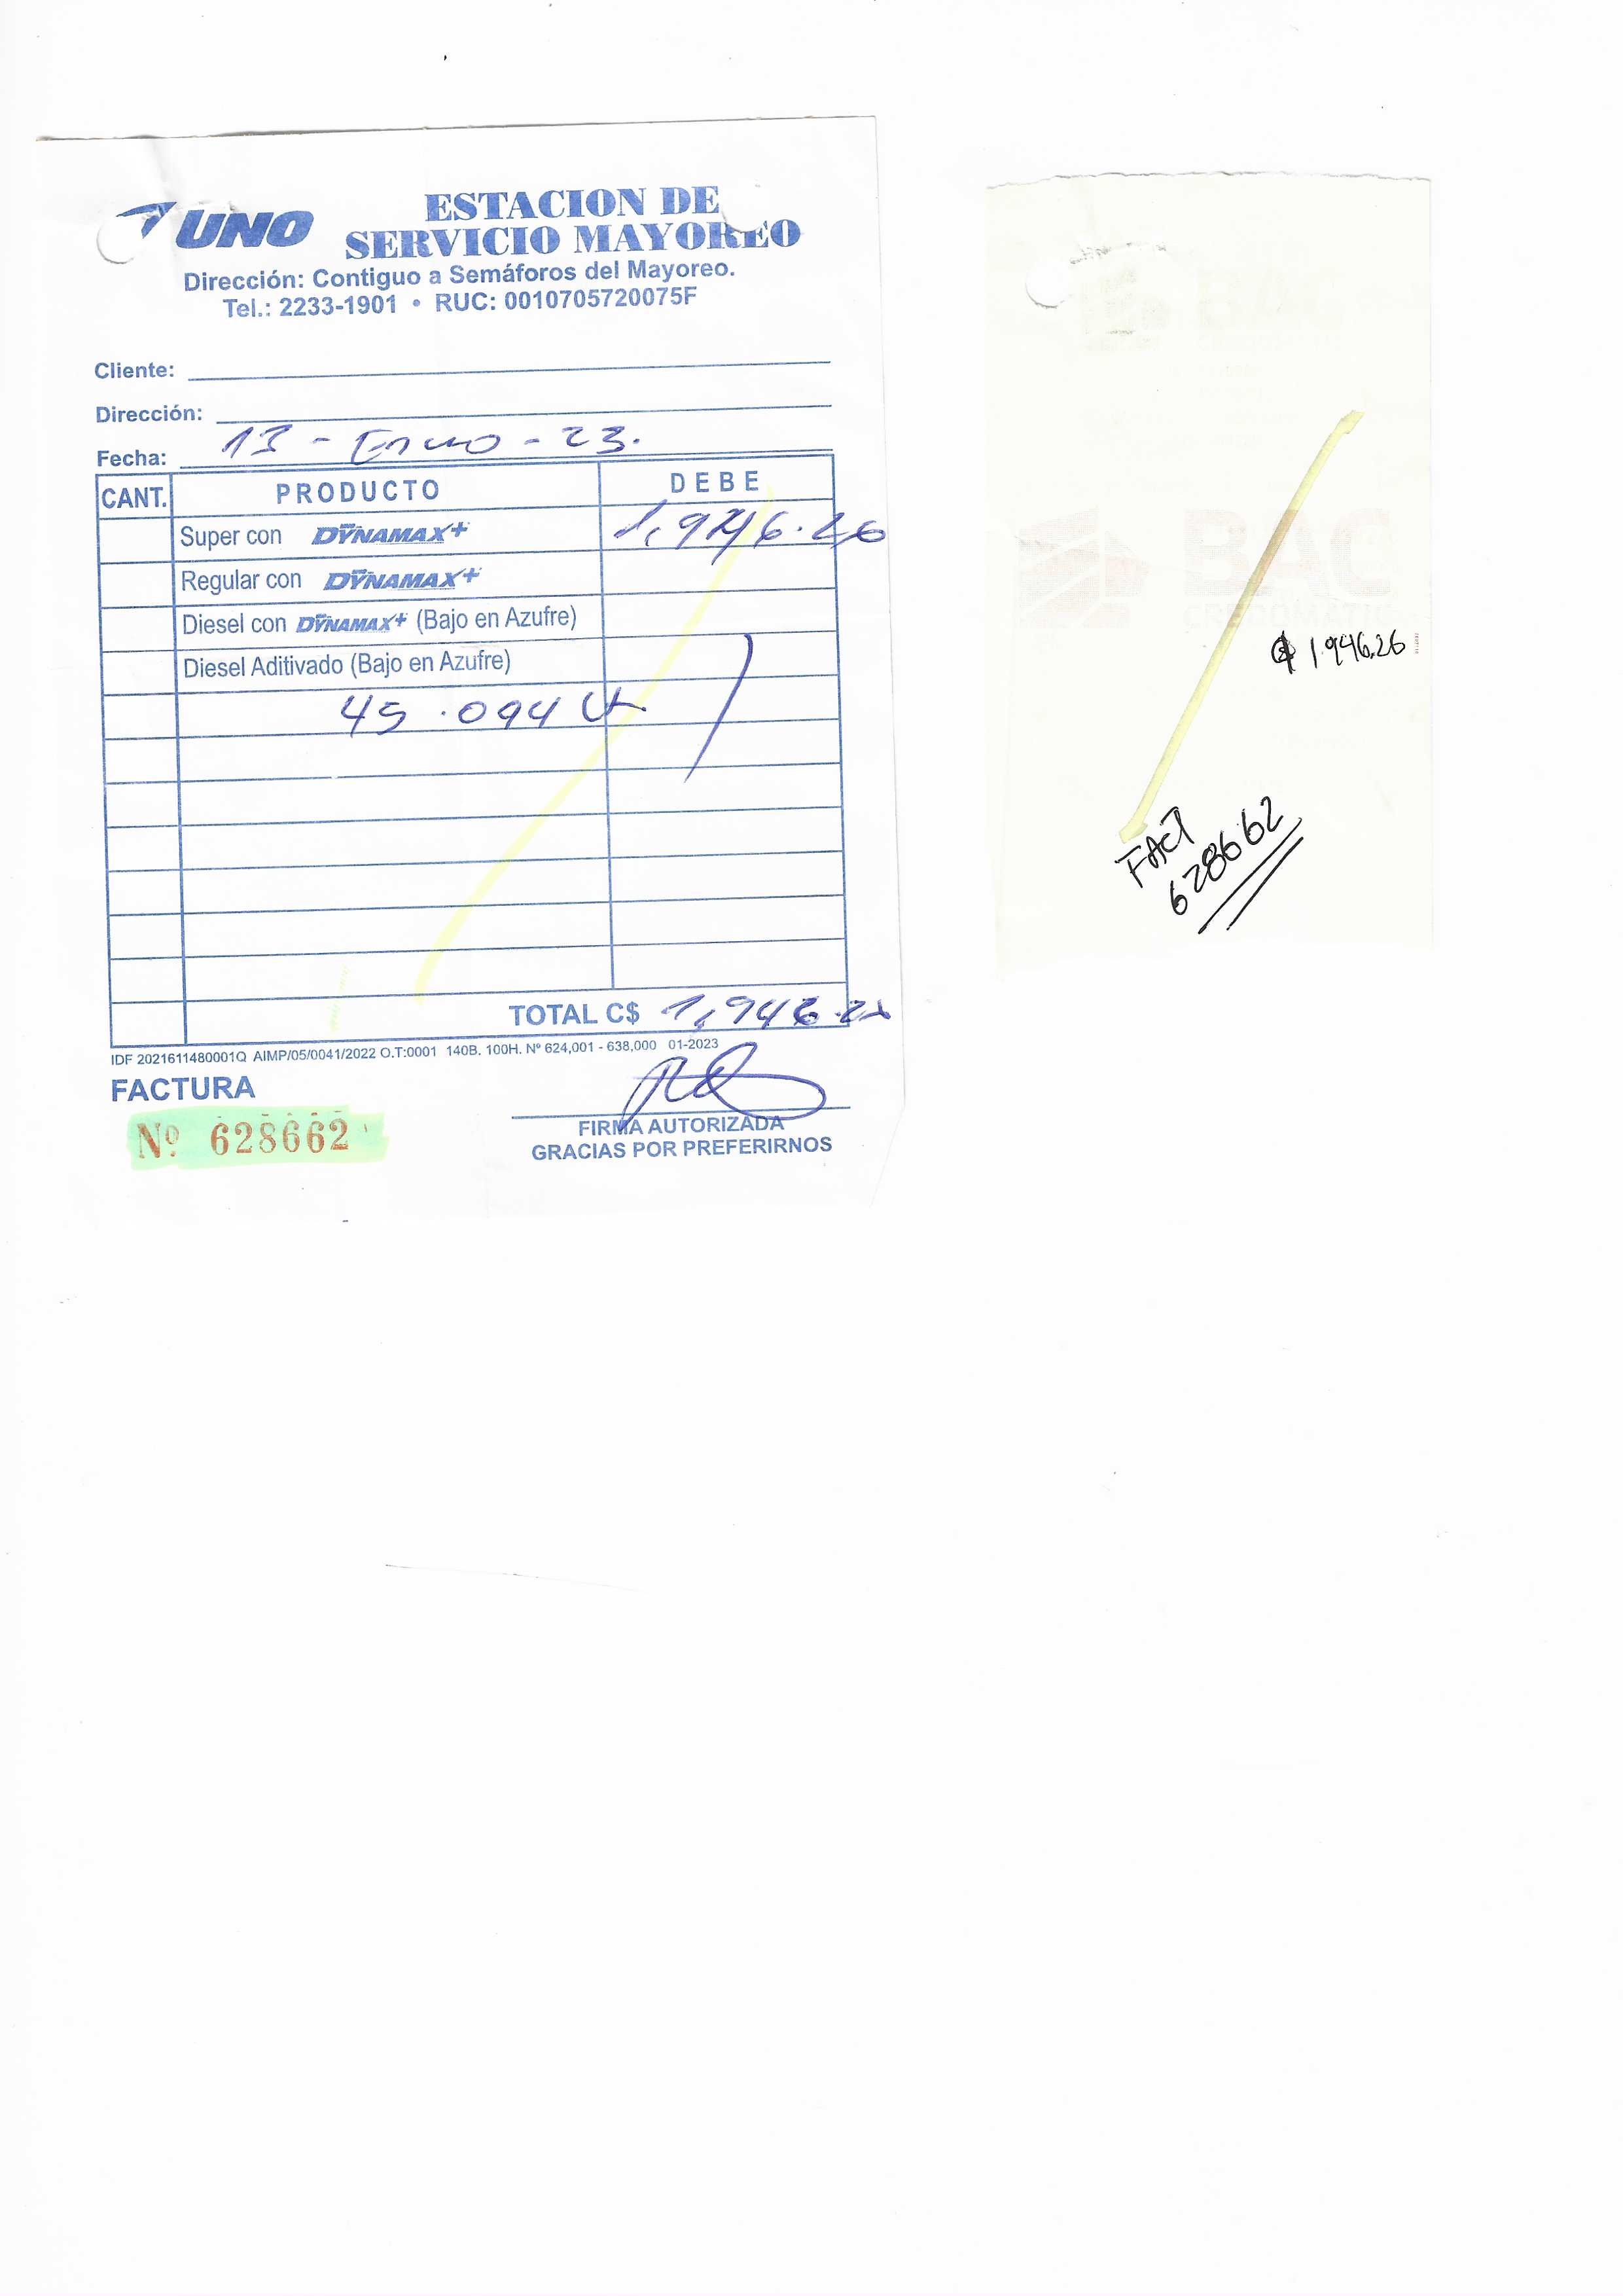 UNO
ESTACION DE
SERVICIO MAYOREO
Dirección: Contiguo a Semáforos del Mayoreo.
Tel.: 2233-1901 • RUC: 0010705720075F
Cliente:
Dirección:
Fecha: 13 - Enero - 23.
CANT. PRODUCTO DEBE
Super con DYNAMAX+ 1,946.26
Regular con DYNAMAX+
Diesel con DYNAMAX+ (Bajo en Azufre)
Diesel Aditivado (Bajo en Azufre)
45.094
TOTAL C$ 1,946.26
IDF 2021611480001Q AIMP/05/0041/2022 O.T:0001 140B. 100H. Nº 624,001 - 638,000 01-2023
FACTURA
Nº 628662
FIRMA AUTORIZADA
GRACIAS POR PREFERIRNOS
BAC
CREDOMATIC
1.946.26
FACT
628662